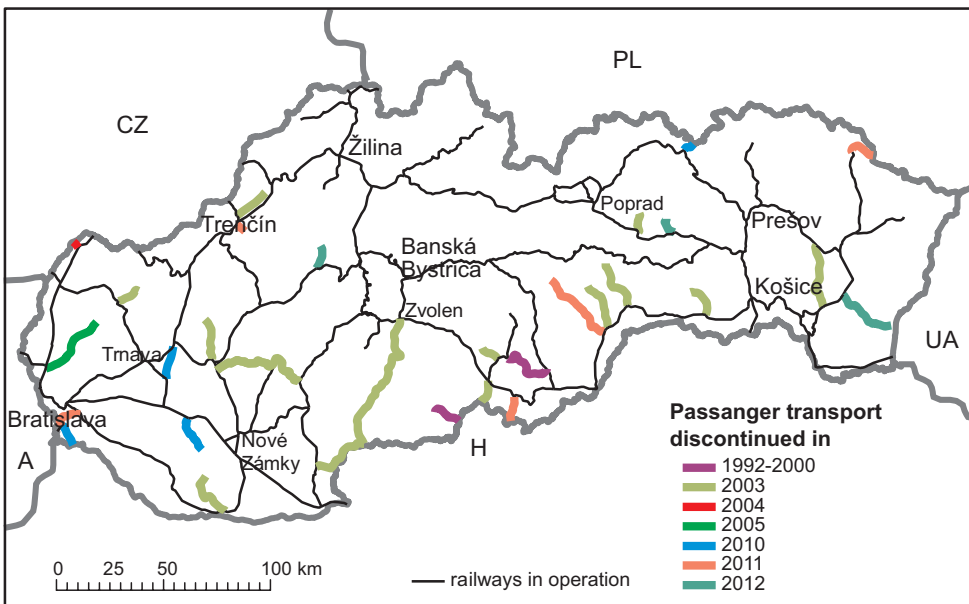 PL
CZ
Žilina
Poprad
Trenčín
Prešov
Banská
Bystrica
Košice
Zvolen
UA
Trnava
Passanger transport
discontinued in
Bratislava
Nové
Zámky
H
A
1992-2000
2003
2004
2005
2010
2011
2012
0 25 50 100 km
railways in operation